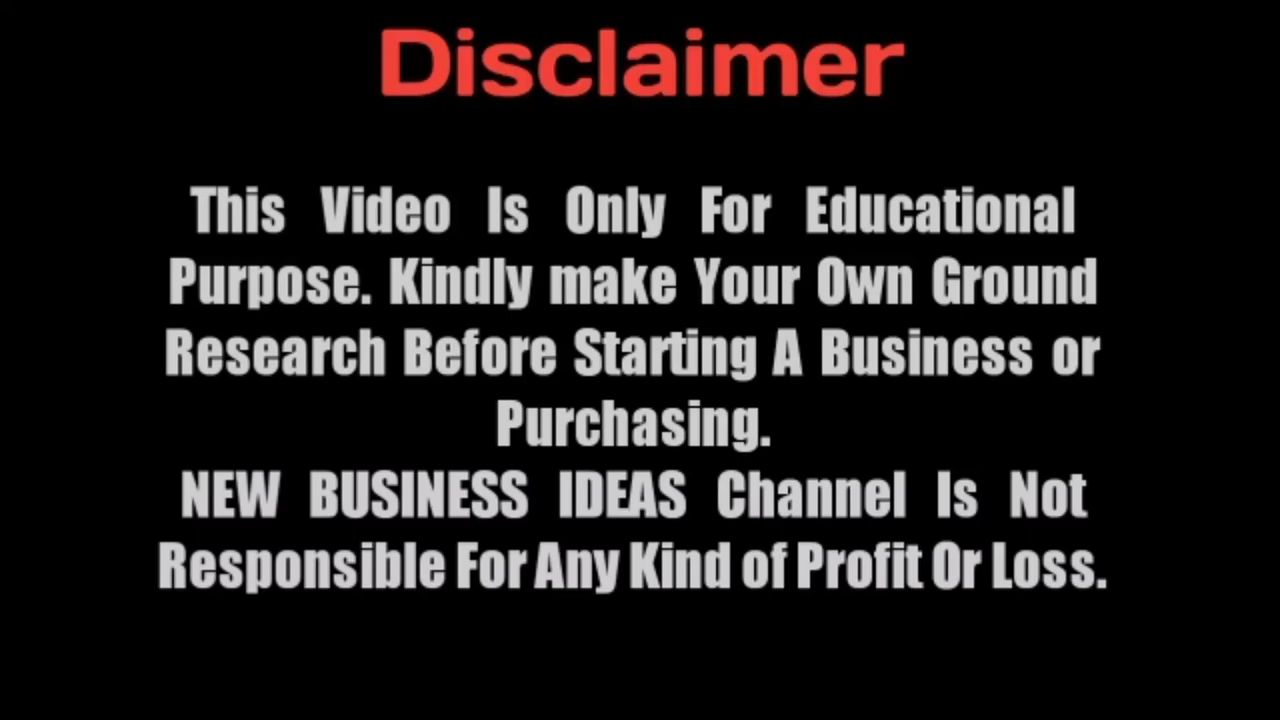 Disclaimer
This Video Is Only For Educational
Purpose. Kindly make Your Own Ground
Research Before Starting A Business or
Purchasing.
NEW BUSINESS IDEAS Channel Is Not
Responsible For Any Kind of Profit Or Loss.